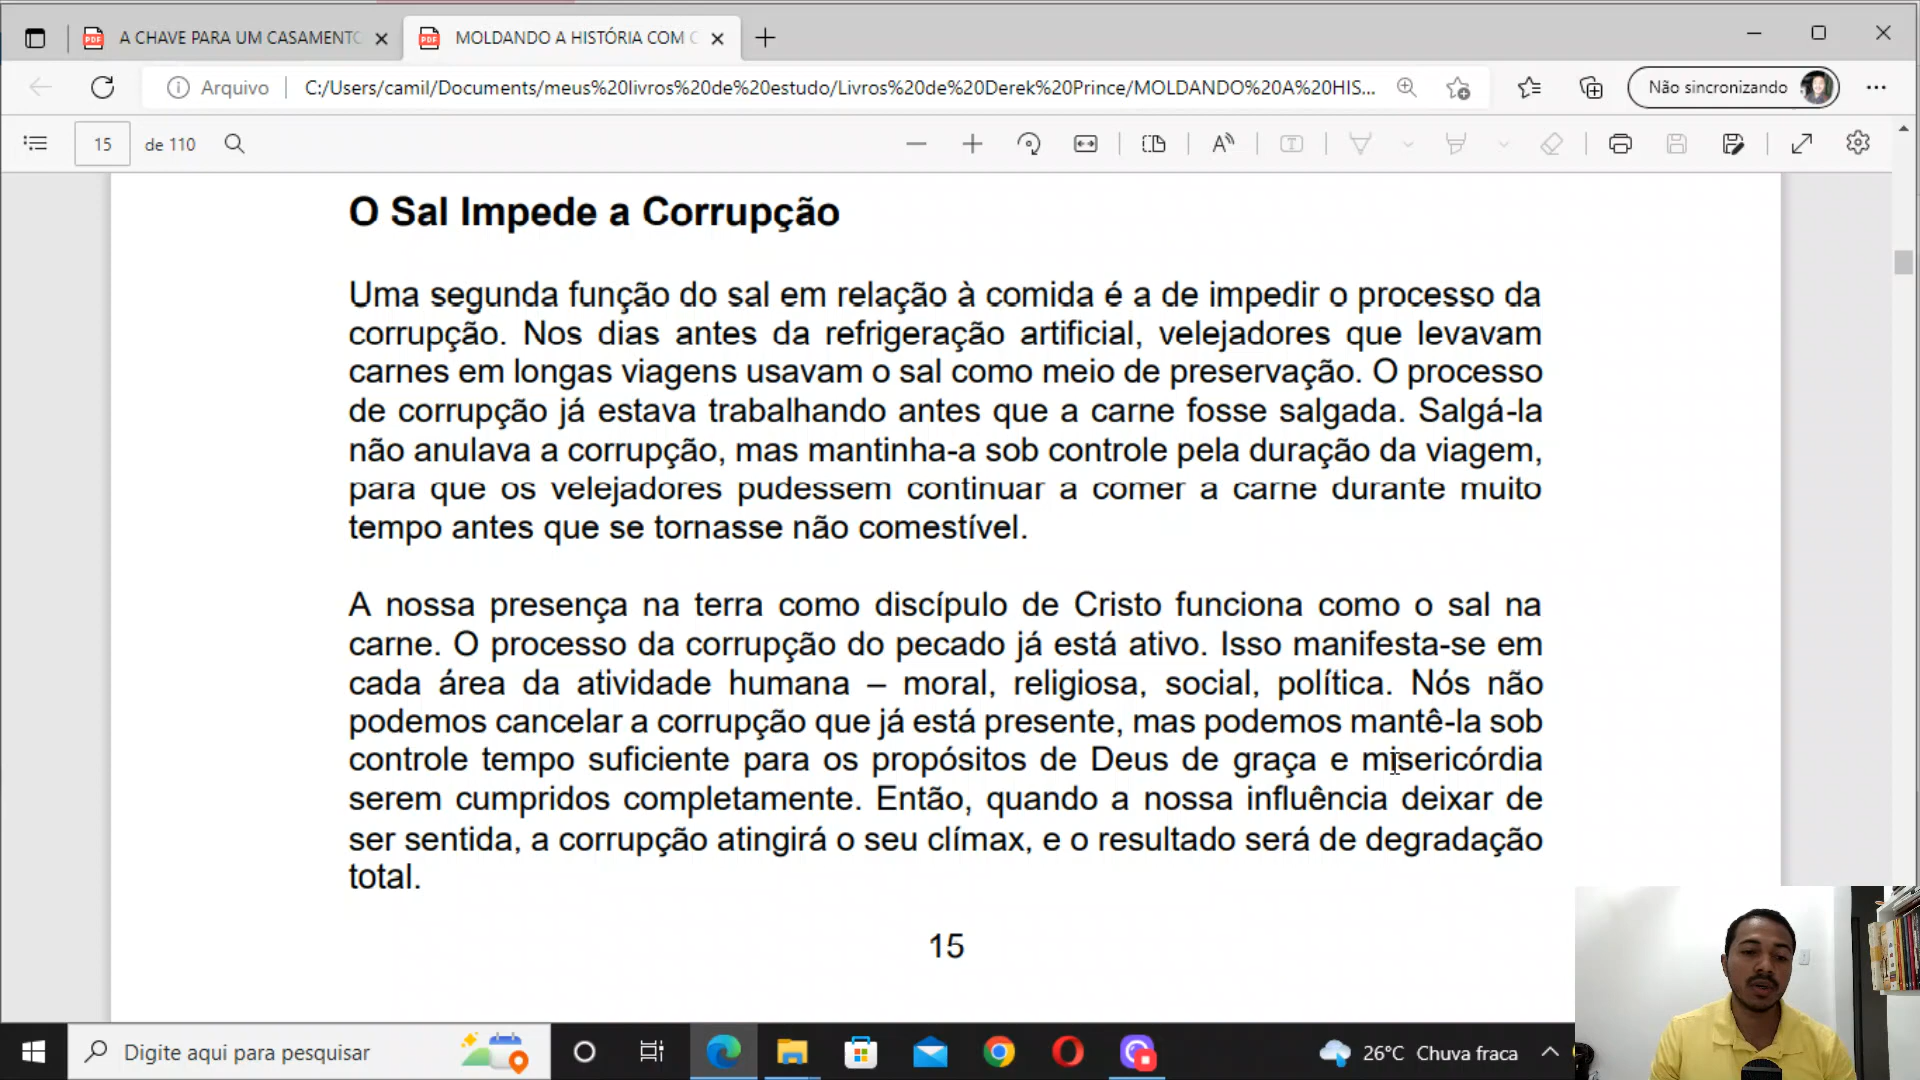 A CHAVE PARA UM CASAMENTO
MOLDANDO A HISTÓRIA COM
Arquivo
C:/Users/camil/Documents/meus%20livros%20de%20estudo/Livros%20de%20Derek%20Prince/MOLDANDO%20A%20HIS...
Não sincronizando
15 de 110
O Sal Impede a Corrupção
Uma segunda função do sal em relação à comida é a de impedir o processo da
corrupção. Nos dias antes da refrigeração artificial, velejadores que levavam
carnes em longas viagens usavam o sal como meio de preservação. O processo
de corrupção já estava trabalhando antes que a carne fosse salgada. Salgá-la
não anulava a corrupção, mas mantinha-a sob controle pela duração da viagem,
para que os velejadores pudessem continuar a comer a carne durante muito
tempo antes que se tornasse não comestível.
A nossa presença na terra como discípulo de Cristo funciona como o sal na
carne. O processo da corrupção do pecado já está ativo. Isso manifesta-se em
cada área da atividade humana – moral, religiosa, social, política. Nós não
podemos cancelar a corrupção que já está presente, mas podemos mantê-la sob
controle tempo suficiente para os propósitos de Deus de graça e misericórdia
serem cumpridos completamente. Então, quando a nossa influência deixar de
ser sentida, a corrupção atingirá o seu clímax, e o resultado será de degradação
total.
15
Digite aqui para pesquisar
26°C Chuva fraca